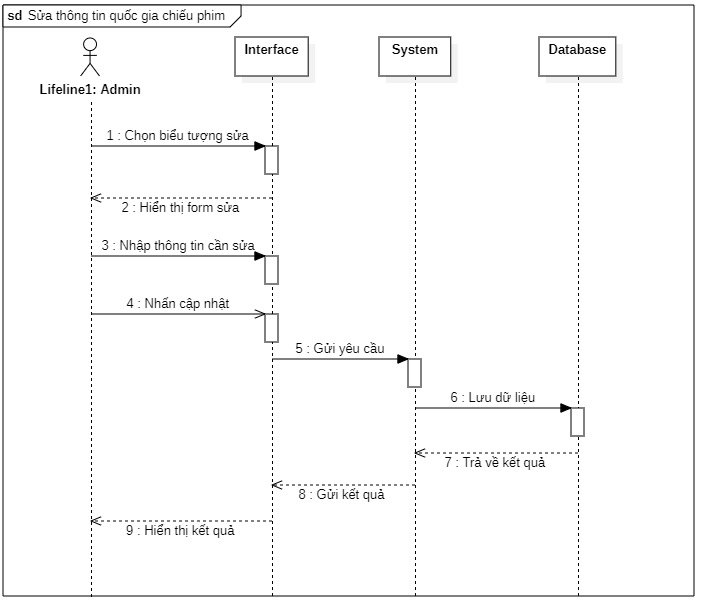 sd Sửa thông tin quốc gia chiếu phim
Interface
System
Database
Lifeline1: Admin
1 : Chọn biểu tượng sửa
2 : Hiển thị form sửa
3 : Nhập thông tin cần sửa
4 : Nhấn cập nhật
5 : Gửi yêu cầu
6 : Lưu dữ liệu
7 : Trả về kết quả
8 : Gửi kết quả
9 : Hiển thị kết quả